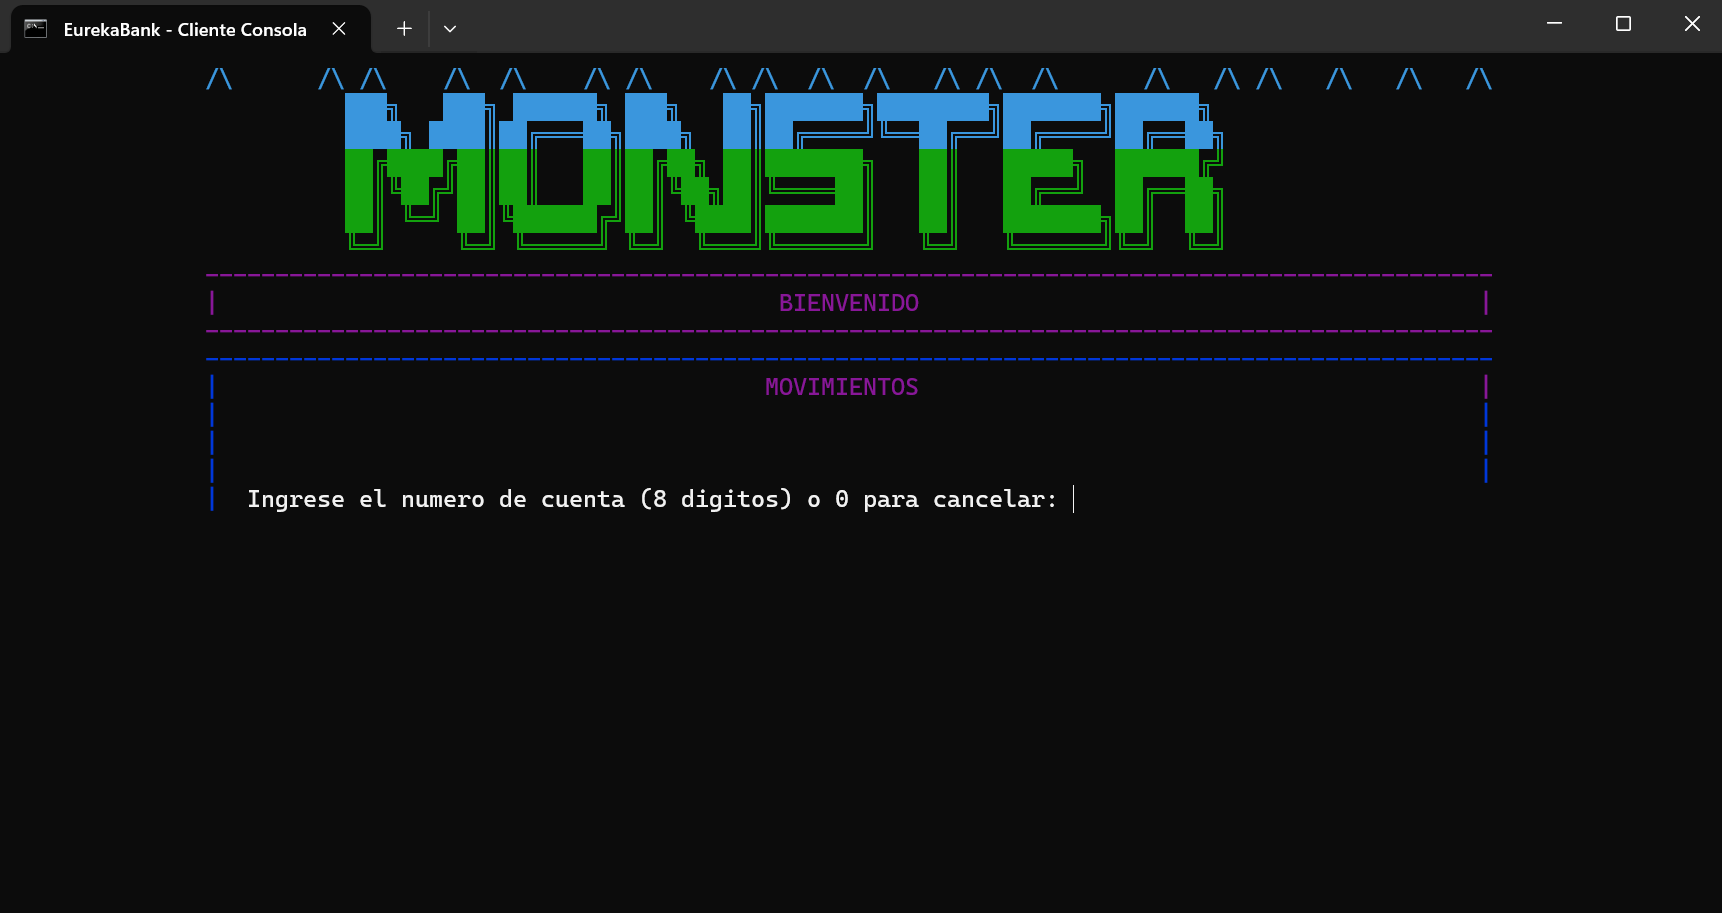 EurekaBank - Cliente Consola
MONSTER
BIENVENIDO
MOVIMIENTOS
Ingrese el numero de cuenta (8 digitos) o 0 para cancelar: